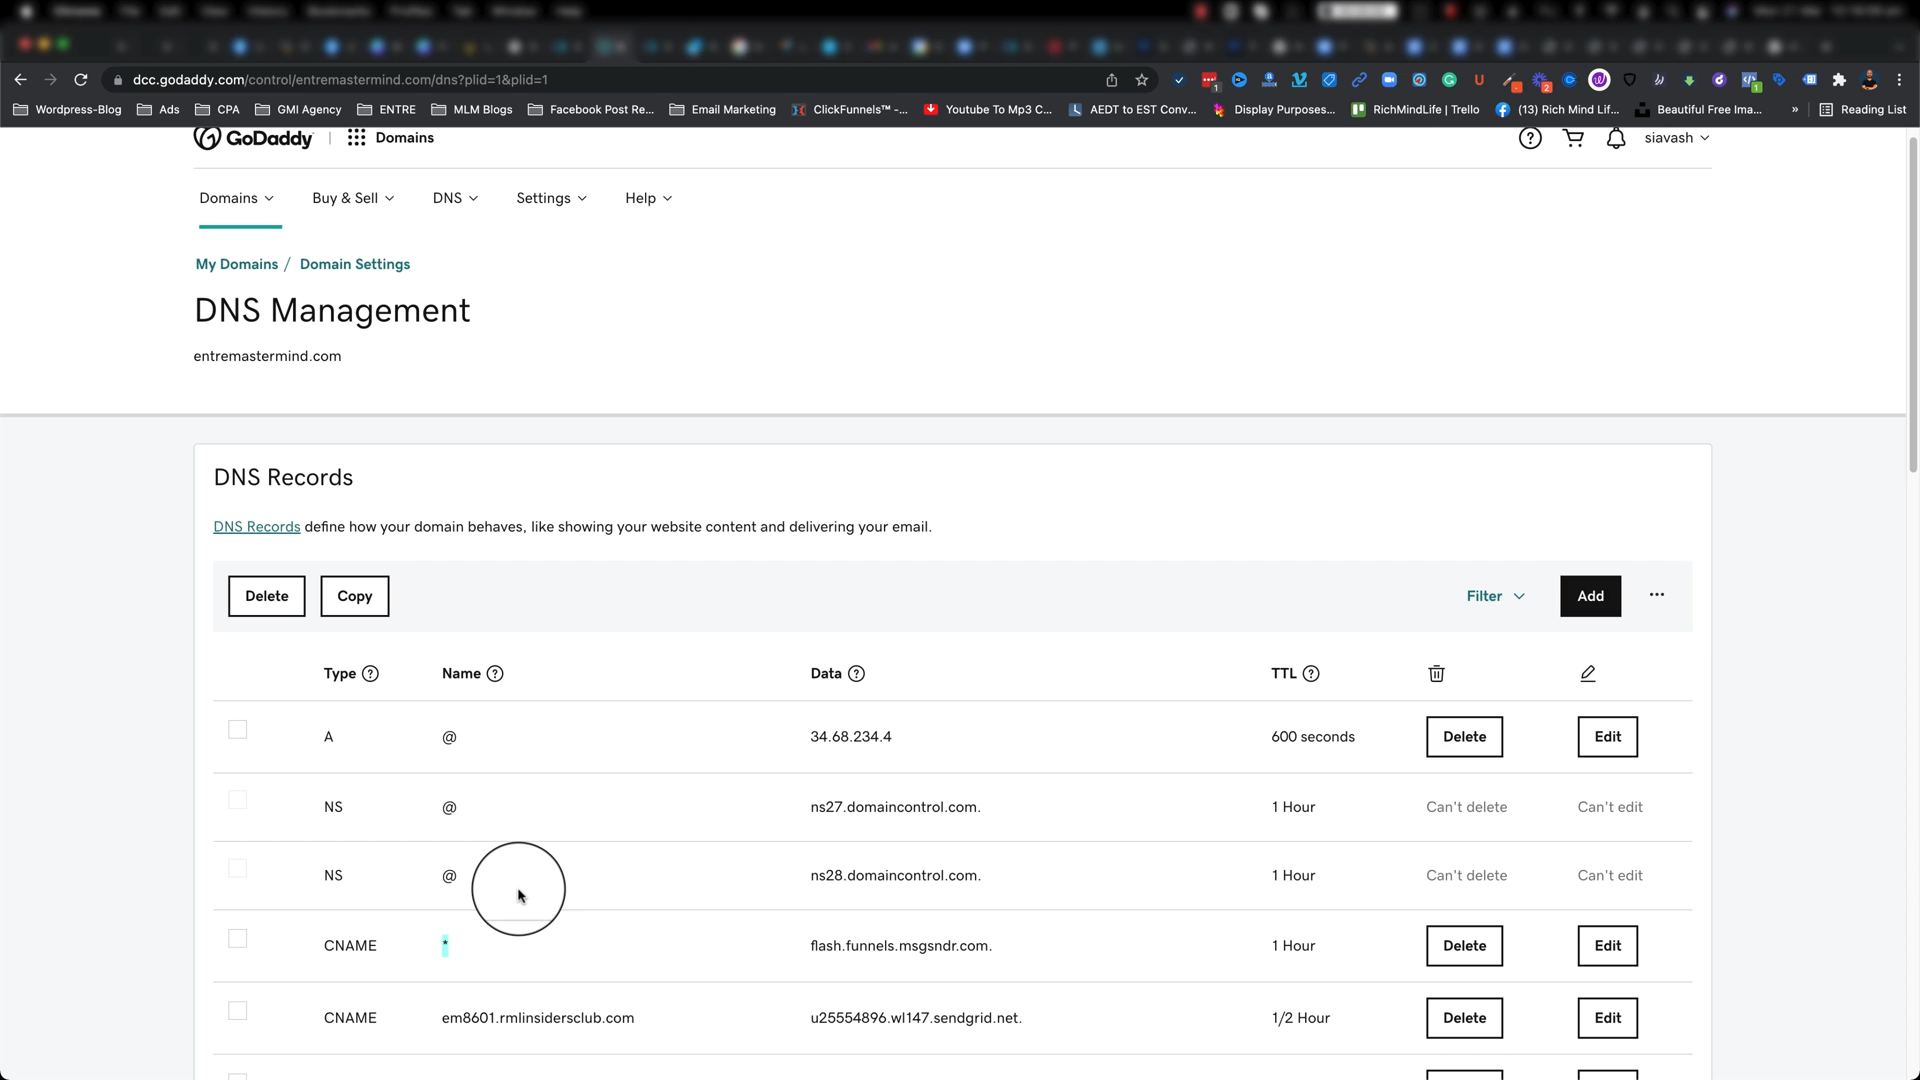 dcc.godaddy.com/control/entremastermind.com/dns?plid=1&plid=1
Wordpress-Blog Ads CPA GMI Agency ENTRE MLM Blogs Facebook Post Re... Email Marketing ClickFunnels™ -... Youtube To Mp3 C... AEDT to EST Conv... Display Purposes... RichMindLife | Trello (13) Rich Mind Lif... Beautiful Free Ima... » Reading List
GoDaddy Domains siavash
Domains Buy & Sell DNS Settings Help
My Domains / Domain Settings
DNS Management
entremastermind.com
DNS Records
DNS Records define how your domain behaves, like showing your website content and delivering your email.
Delete Copy Filter Add ...
Type Name Data TTL
A @ 34.68.234.4 600 seconds Delete Edit
NS @ ns27.domaincontrol.com. 1 Hour Can't delete Can't edit
NS @ ns28.domaincontrol.com. 1 Hour Can't delete Can't edit
CNAME * flash.funnels.msgsndr.com. 1 Hour Delete Edit
CNAME em8601.rmlinsidersclub.com u25554896.wl147.sendgrid.net. 1/2 Hour Delete Edit